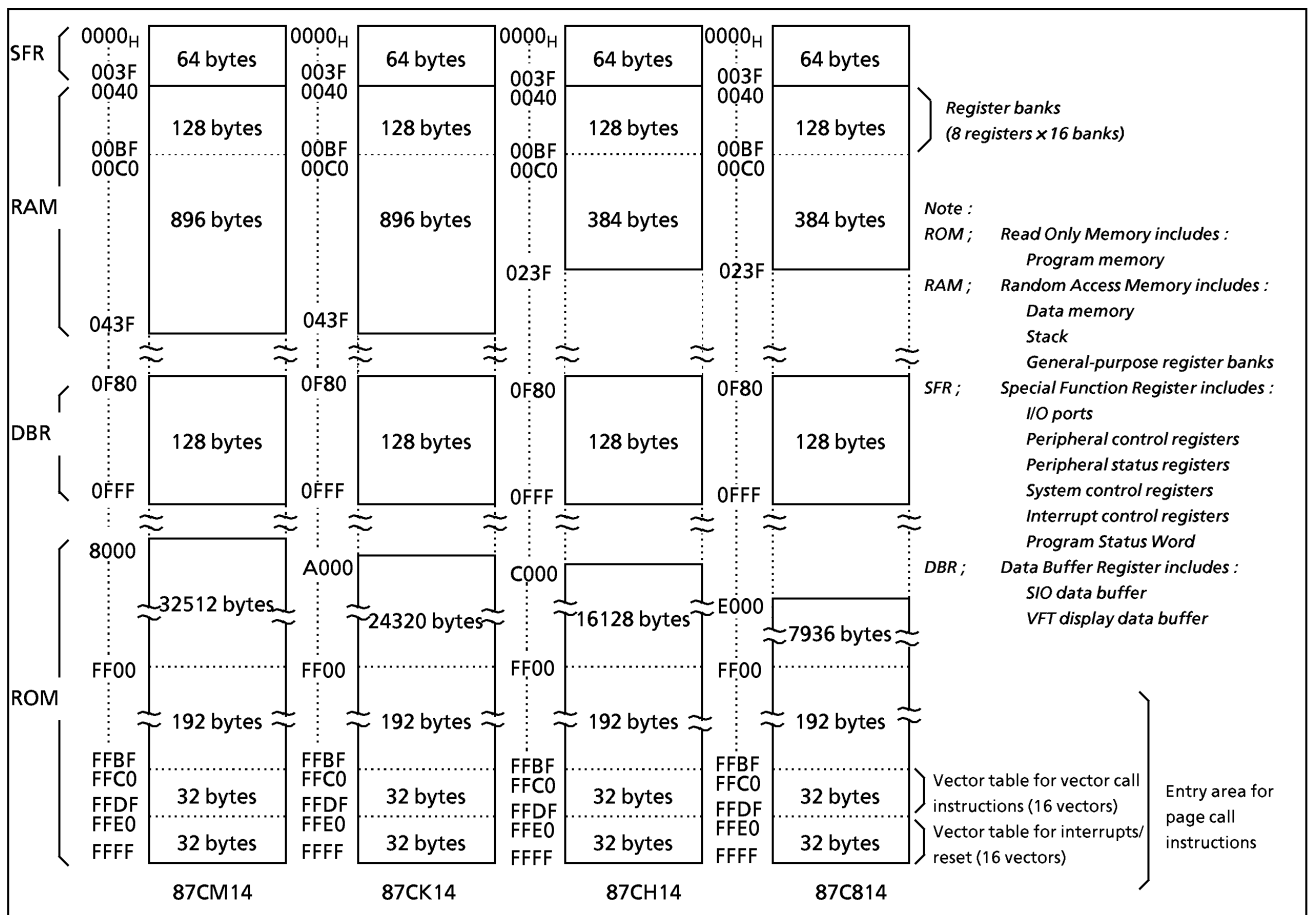 SFR
RAM
DBR
ROM
0000H
003F
0040
00BF
00C0
043F
0F80
0FFF
8000
FF00
FFBF
FFC0
FFDF
FFE0
FFFF
64 bytes
128 bytes
896 bytes
128 bytes
32512 bytes
192 bytes
32 bytes
32 bytes
87CM14
0000H
003F
0040
00BF
00C0
043F
0F80
0FFF
A000
FF00
FFBF
FFC0
FFDF
FFE0
FFFF
64 bytes
128 bytes
896 bytes
128 bytes
24320 bytes
192 bytes
32 bytes
32 bytes
87CK14
0000H
003F
0040
00BF
00C0
023F
0F80
0FFF
C000
FF00
FFBF
FFC0
FFDF
FFE0
FFFF
64 bytes
128 bytes
384 bytes
128 bytes
16128 bytes
192 bytes
32 bytes
32 bytes
87CH14
0000H
003F
0040
00BF
00C0
023F
0F80
0FFF
E000
FF00
FFBF
FFC0
FFDF
FFE0
FFFF
64 bytes
128 bytes
384 bytes
128 bytes
7936 bytes
192 bytes
32 bytes
32 bytes
87C814
Register banks
(8 registers × 16 banks)
Note :
ROM ; Read Only Memory includes :
Program memory
RAM ; Random Access Memory includes :
Data memory
Stack
General-purpose register banks
SFR ; Special Function Register includes :
I/O ports
Peripheral control registers
Peripheral status registers
System control registers
Interrupt control registers
Program Status Word
DBR ; Data Buffer Register includes :
SIO data buffer
VFT display data buffer
Vector table for vector call
instructions (16 vectors)
Vector table for interrupts/
reset (16 vectors)
Entry area for
page call
instructions